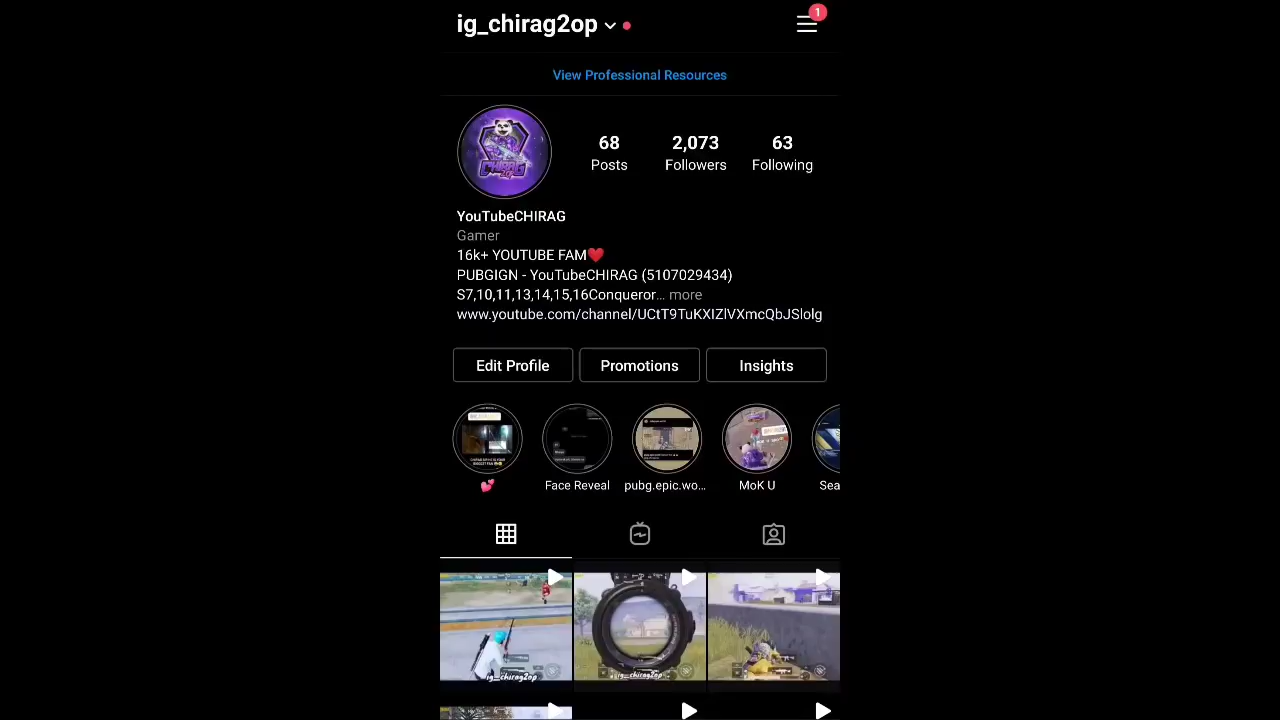 ig_chirag2op
1
View Professional Resources
68
Posts
2,073
Followers
63
Following
CHIRAG
YouTubeCHIRAG
Gamer
16k+ YOUTUBE FAM❤️
PUBGIGN - YouTubeCHIRAG (5107029434)
S7,10,11,13,14,15,16Conqueror... more
www.youtube.com/channel/UCtT9TuKXIZlVXmcQbJSlolg
Edit Profile
Promotions
Insights
💕
Face Reveal
pubg.epic.wo...
MoK U
Sea
ig_chirag2op
ig_chirag2op